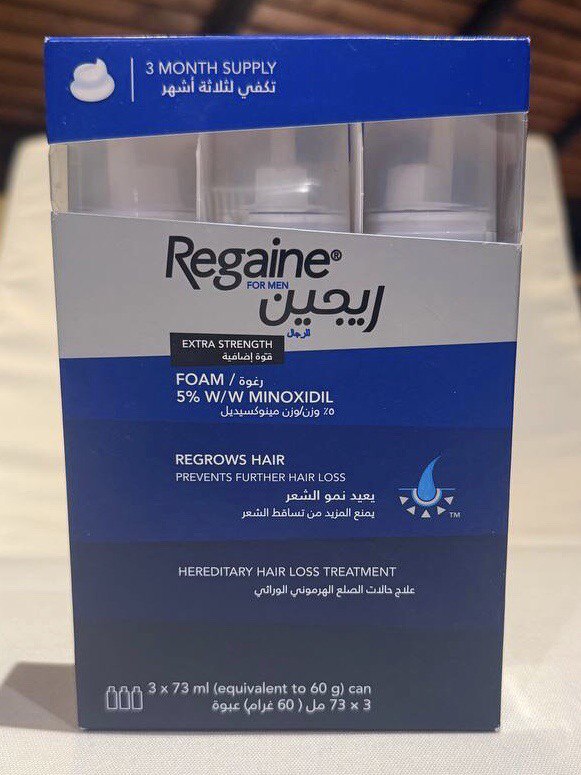 3 MONTH SUPPLY
تكفي لثلاثة أشهر
Regaine®
FOR MEN
ريجين
للرجال
EXTRA STRENGTH
قوة إضافية
FOAM / رغوة
5% W/W MINOXIDIL
٥٪ وزن/وزن مينوكسيديل
REGROWS HAIR
PREVENTS FURTHER HAIR LOSS
يعيد نمو الشعر
يمنع المزيد من تساقط الشعر
TM
HEREDITARY HAIR LOSS TREATMENT
علاج حالات الصلع الهرموني الوراثي
3 x 73 ml (equivalent to 60 g) can
3 × 73 مل ( 60 غرام) عبوة